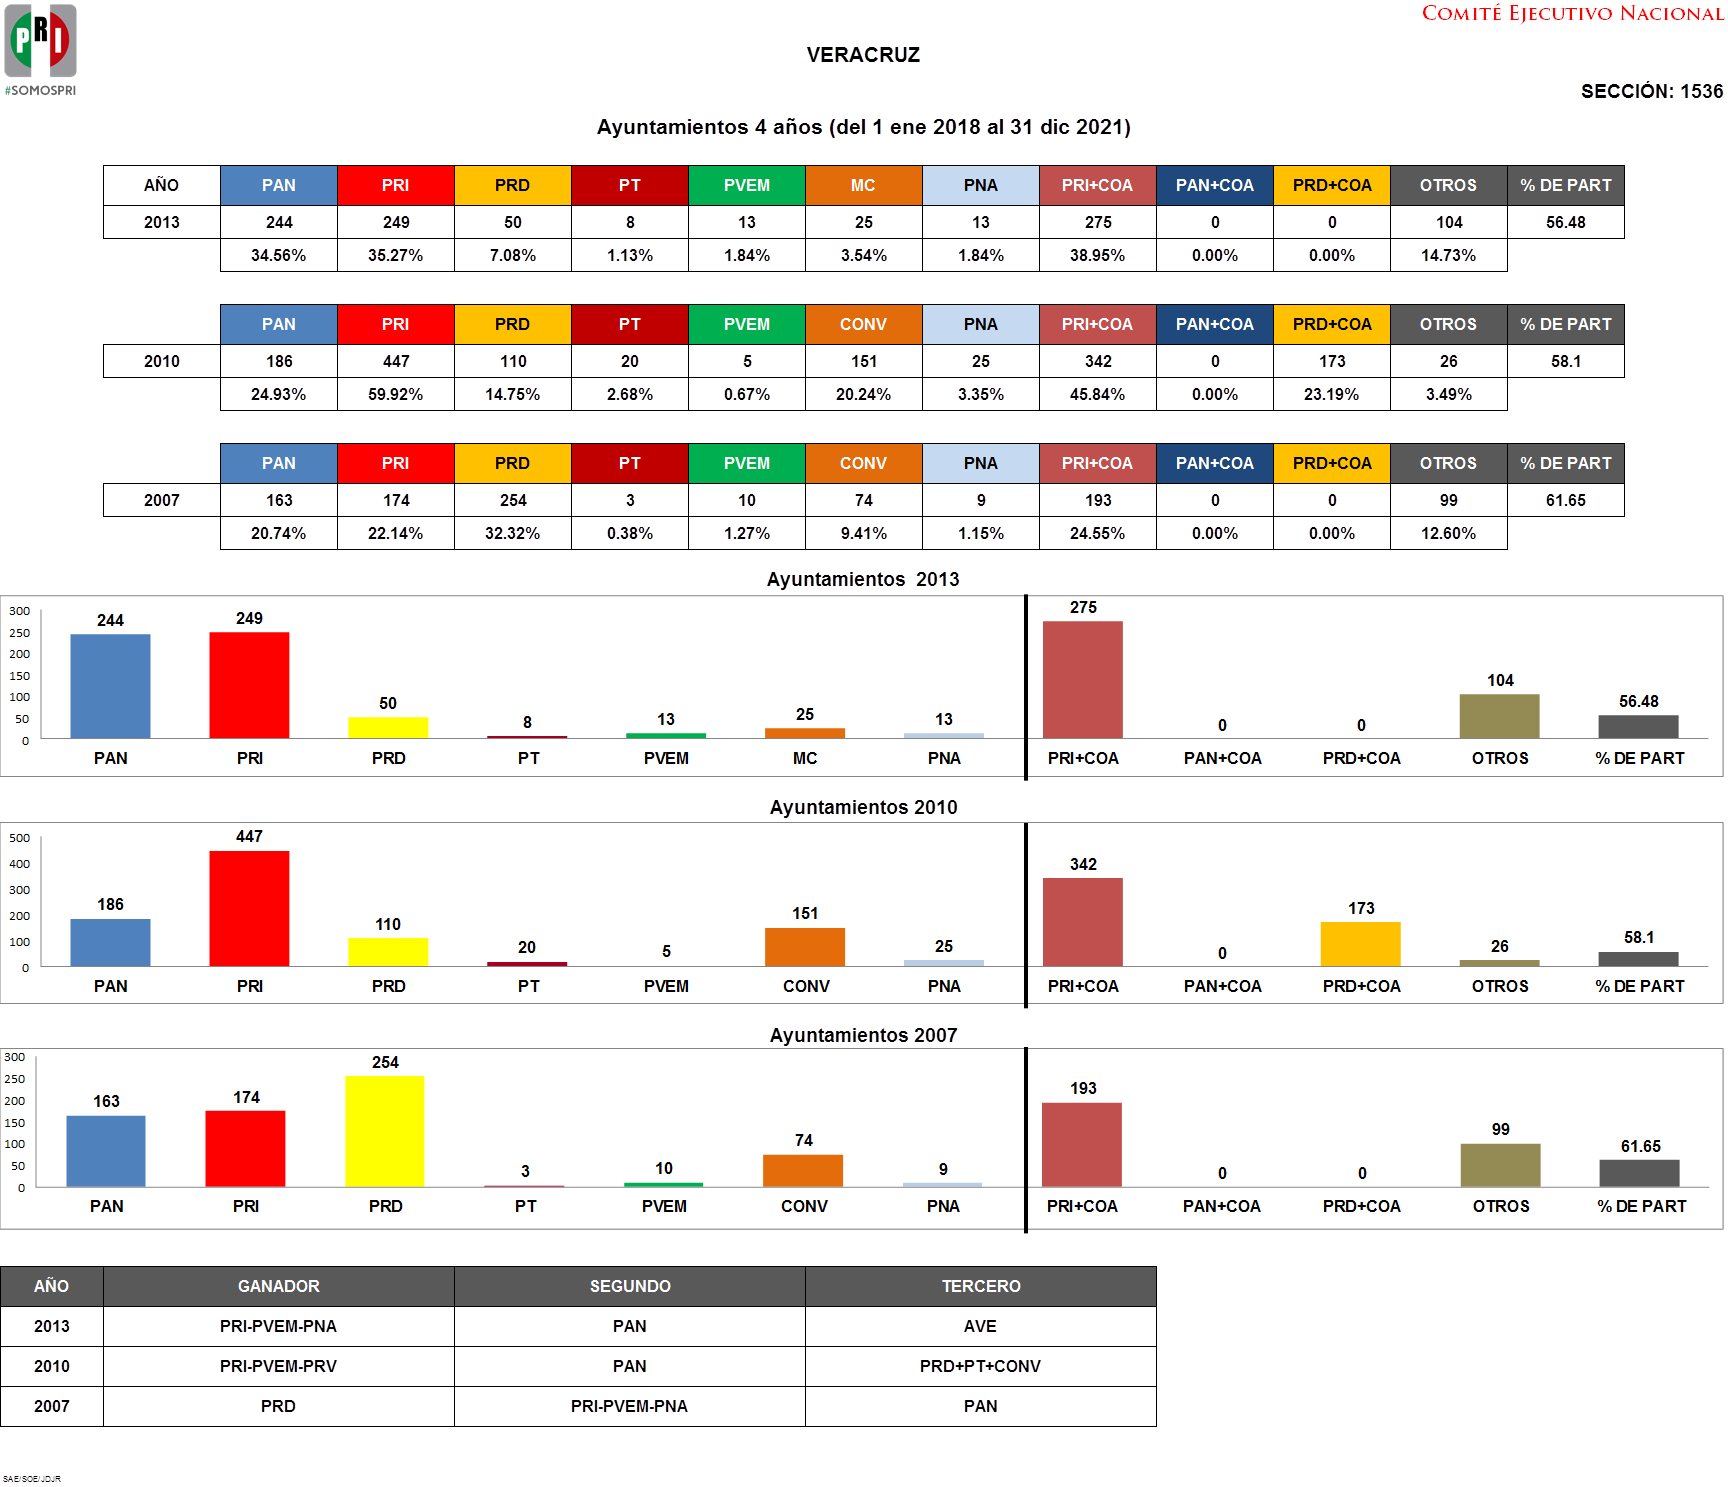 PRI
#SOMOSPRI
COMITÉ EJECUTIVO NACIONAL
VERACRUZ
SECCIÓN: 1536
Ayuntamientos 4 años (del 1 ene 2018 al 31 dic 2021)
AÑO PAN PRI PRD PT PVEM MC PNA PRI+COA PAN+COA PRD+COA OTROS % DE PART
2013 244 249 50 8 13 25 13 275 0 0 104 56.48
34.56% 35.27% 7.08% 1.13% 1.84% 3.54% 1.84% 38.95% 0.00% 0.00% 14.73%
PAN PRI PRD PT PVEM CONV PNA PRI+COA PAN+COA PRD+COA OTROS % DE PART
2010 186 447 110 20 5 151 25 342 0 173 26 58.1
24.93% 59.92% 14.75% 2.68% 0.67% 20.24% 3.35% 45.84% 0.00% 23.19% 3.49%
PAN PRI PRD PT PVEM CONV PNA PRI+COA PAN+COA PRD+COA OTROS % DE PART
2007 163 174 254 3 10 74 9 193 0 0 99 61.65
20.74% 22.14% 32.32% 0.38% 1.27% 9.41% 1.15% 24.55% 0.00% 0.00% 12.60%
Ayuntamientos 2013
300
250
200
150
100
50
0
244 249 50 8 13 25 13 275 0 0 104 56.48
PAN PRI PRD PT PVEM MC PNA PRI+COA PAN+COA PRD+COA OTROS % DE PART
Ayuntamientos 2010
500
400
300
200
100
0
186 447 110 20 5 151 25 342 0 173 26 58.1
PAN PRI PRD PT PVEM CONV PNA PRI+COA PAN+COA PRD+COA OTROS % DE PART
Ayuntamientos 2007
300
250
200
150
100
50
0
163 174 254 3 10 74 9 193 0 0 99 61.65
PAN PRI PRD PT PVEM CONV PNA PRI+COA PAN+COA PRD+COA OTROS % DE PART
AÑO GANADOR SEGUNDO TERCERO
2013 PRI-PVEM-PNA PAN AVE
2010 PRI-PVEM-PRV PAN PRD+PT+CONV
2007 PRD PRI-PVEM-PNA PAN
SAE/SOE/JDJR